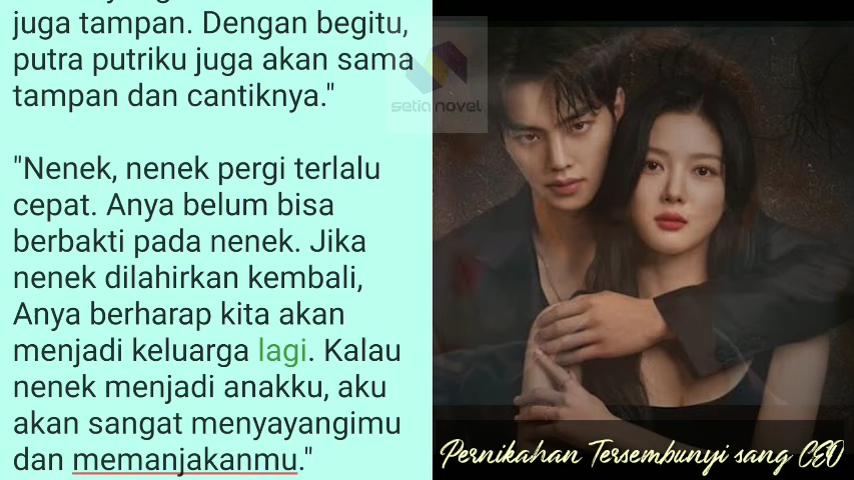 juga tampan. Dengan begitu,
putra putriku juga akan sama
tampan dan cantiknya."
"Nenek, nenek pergi terlalu
cepat. Anya belum bisa
berbakti pada nenek. Jika
nenek dilahirkan kembali,
Anya berharap kita akan
menjadi keluarga lagi. Kalau
nenek menjadi anakku, aku
akan sangat menyayangimu
dan memanjakanmu."
setia novel
Pernikahan Tersembunyi sang CEO